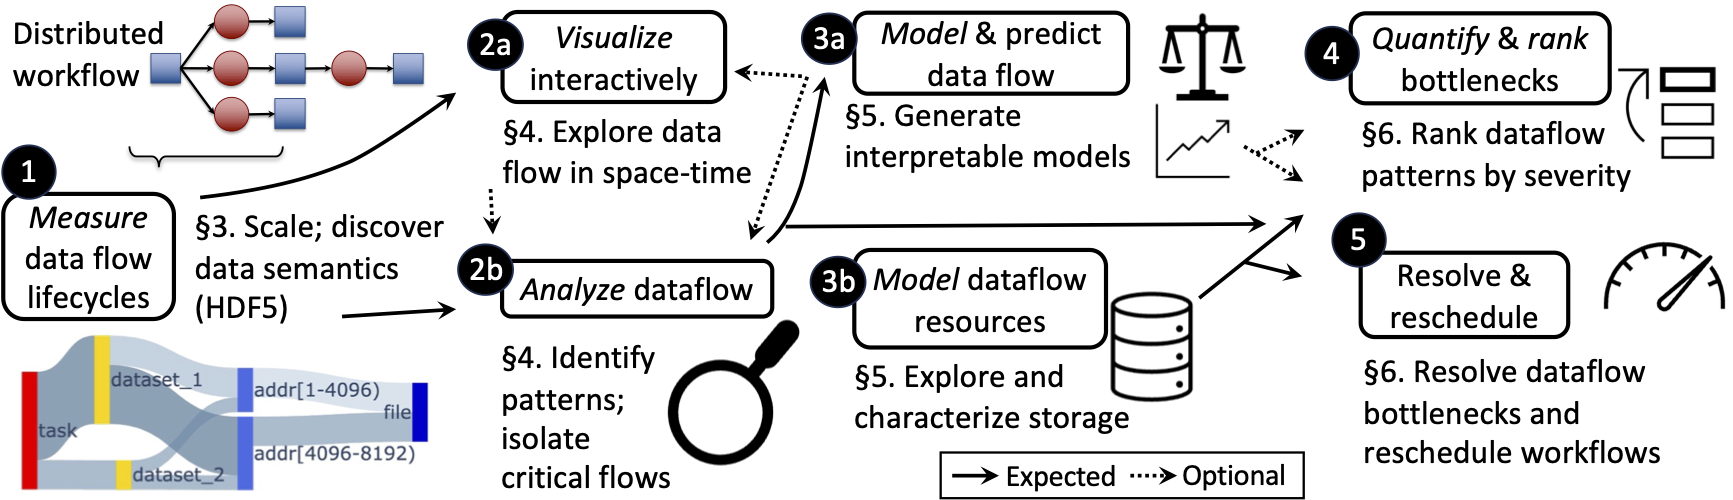 Distributed
workflow
1
Measure
data flow
lifecycles
§3. Scale; discover
data semantics
(HDF5)
task
dataset_1
dataset_2
addr[1-4096)
addr[4096-8192)
file
2a
Visualize
interactively
§4. Explore data
flow in space-time
2b
Analyze dataflow
§4. Identify
patterns;
isolate
critical flows
3a
Model & predict
data flow
§5. Generate
interpretable models
3b
Model dataflow
resources
§5. Explore and
characterize storage
4
Quantify & rank
bottlenecks
§6. Rank dataflow
patterns by severity
5
Resolve &
reschedule
§6. Resolve dataflow
bottlenecks and
reschedule workflows
Expected
Optional